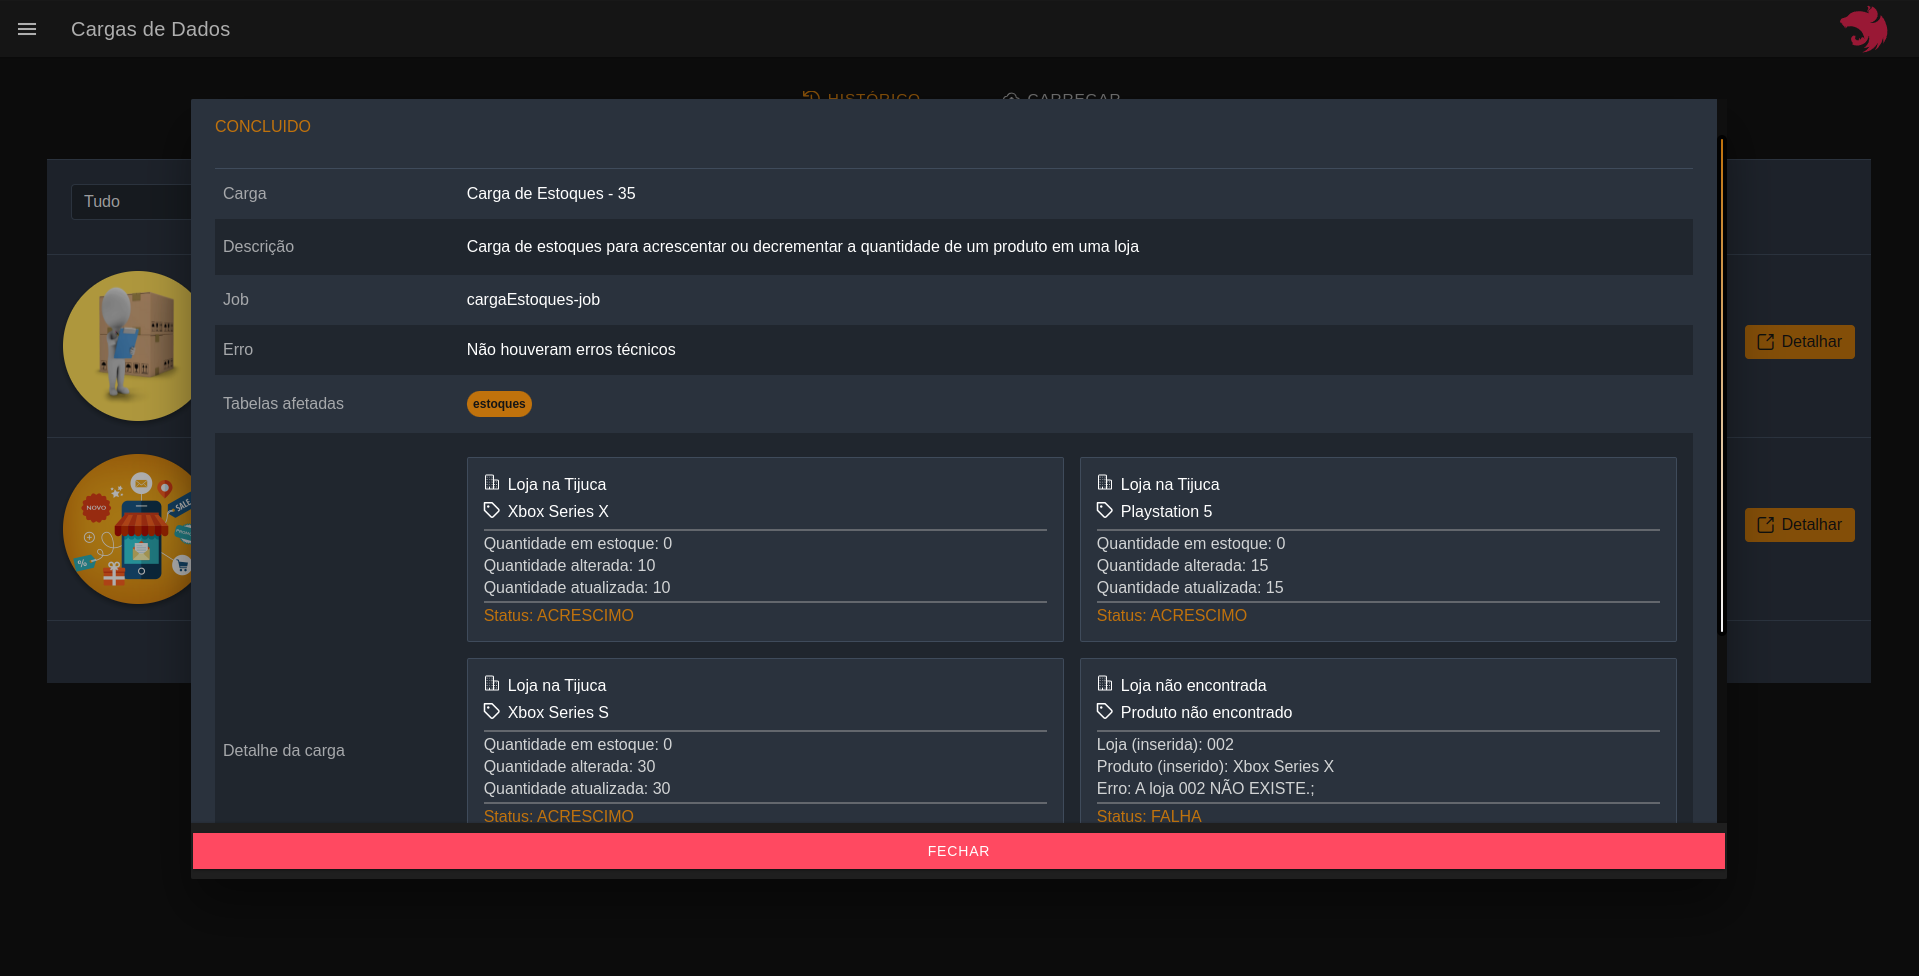 Cargas de Dados
HISTÓRICO
CARREGAR
Tudo
CONCLUIDO
Carga
Carga de Estoques - 35
Descrição
Carga de estoques para acrescentar ou decrementar a quantidade de um produto em uma loja
Job
cargaEstoques-job
Erro
Não houveram erros técnicos
Tabelas afetadas
estoques
Detalhe da carga
Loja na Tijuca
Xbox Series X
Quantidade em estoque: 0
Quantidade alterada: 10
Quantidade atualizada: 10
Status: ACRESCIMO
Loja na Tijuca
Playstation 5
Quantidade em estoque: 0
Quantidade alterada: 15
Quantidade atualizada: 15
Status: ACRESCIMO
Loja na Tijuca
Xbox Series S
Quantidade em estoque: 0
Quantidade alterada: 30
Quantidade atualizada: 30
Status: ACRESCIMO
Loja não encontrada
Produto não encontrado
Loja (inserida): 002
Produto (inserido): Xbox Series X
Erro: A loja 002 NÃO EXISTE.;
Status: FALHA
Detalhar
NOVO
SALE
%
Detalhar
FECHAR